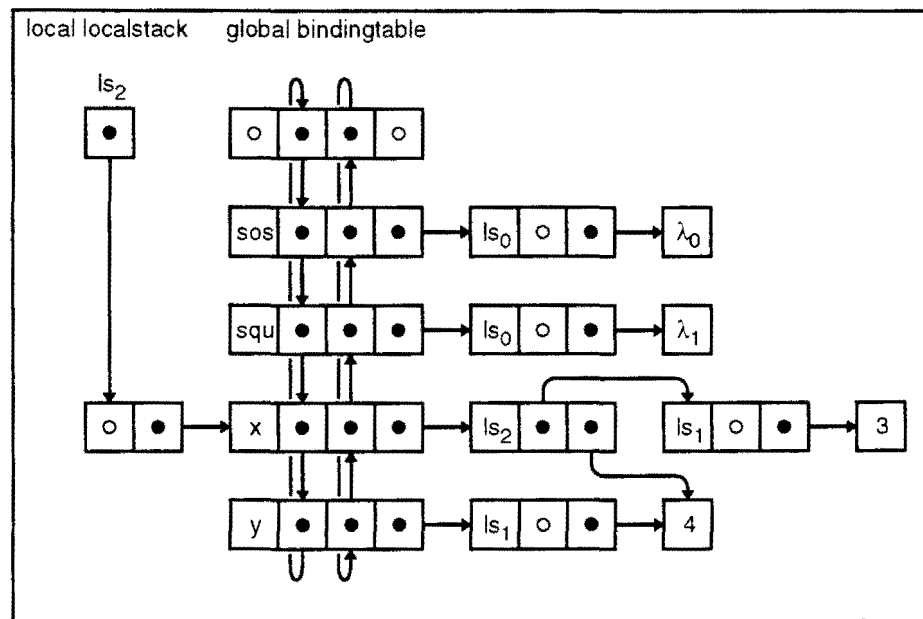 local localstack global bindingtable
ls₂
sos ls₀ λ₀
squ ls₀ λ₁
x ls₂ ls₁ 3
y ls₁ 4